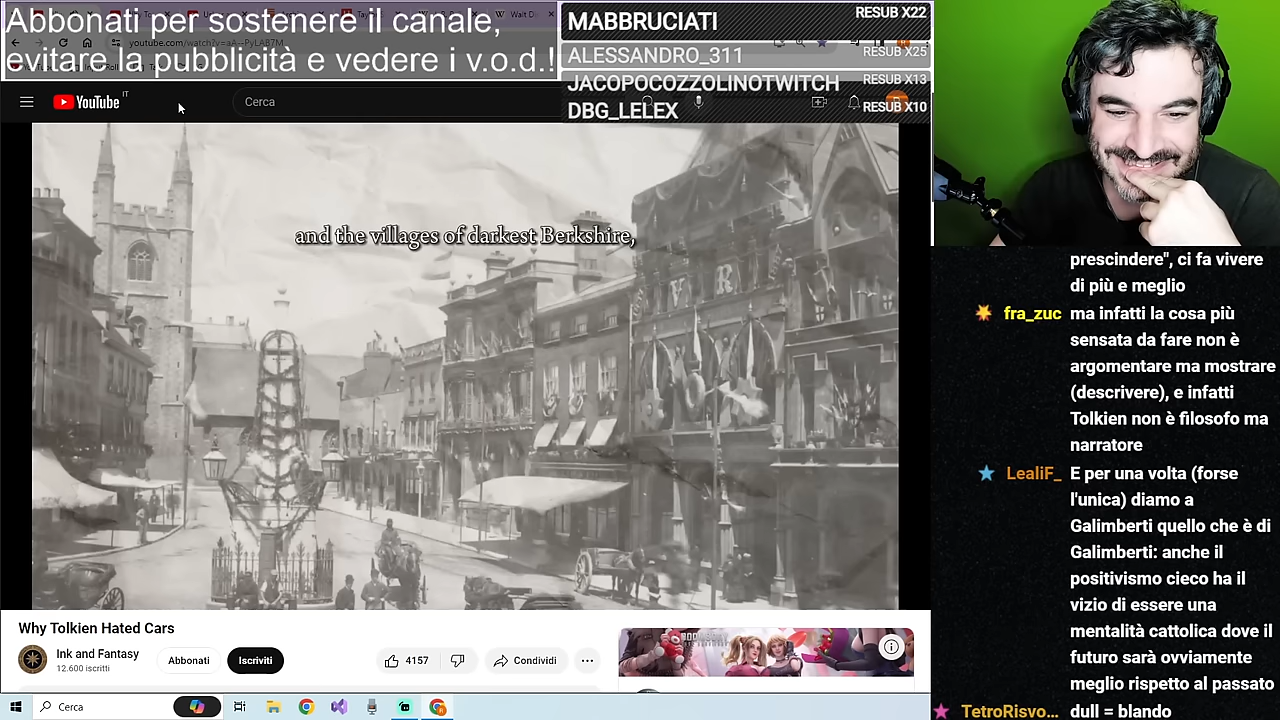 Abbonati per sostenere il canale,
evitare la pubblicità e vedere i v.o.d.!
MABBRUCIATI RESUB X22
ALESSANDRO_311 RESUB X25
JACOPOCOZZOLINOTWITCH RESUB X13
DBG_LELEX RESUB X10
YouTube IT
Cerca
and the villages of darkest Berkshire,
V R
Why Tolkien Hated Cars
Ink and Fantasy
12.600 iscritti
Abbonati
Iscriviti
4157
Condividi
Cerca
prescindere", ci fa vivere
di più e meglio
fra_zuc ma infatti la cosa più
sensata da fare non è
argomentare ma mostrare
(descrivere), e infatti
Tolkien non è filosofo ma
narratore
LealiF_ E per una volta (forse
l'unica) diamo a
Galimberti quello che è di
Galimberti: anche il
positivismo cieco ha il
vizio di essere una
mentalità cattolica dove il
futuro sarà ovviamente
meglio rispetto al passato
TetroRisvo... dull = blando